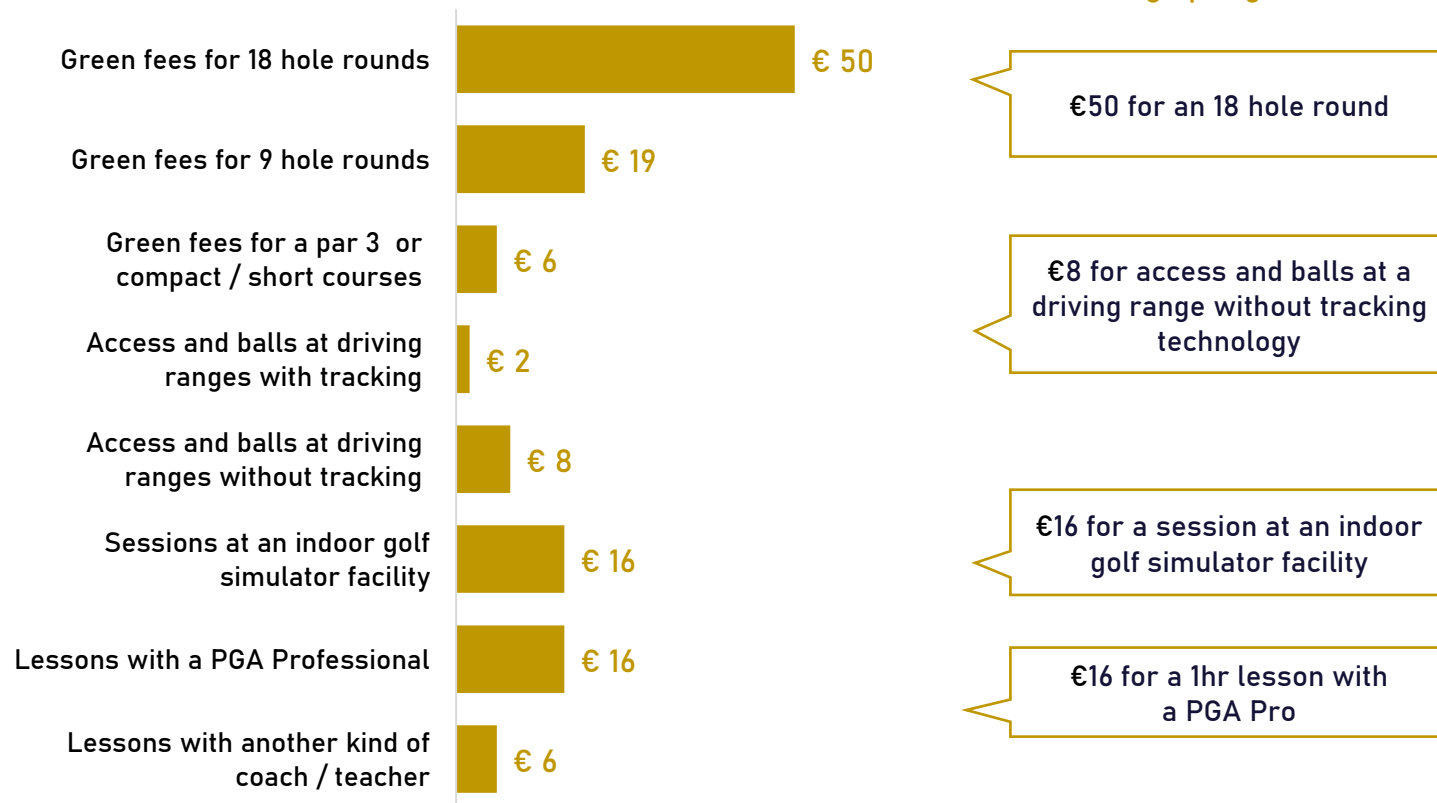 Green fees for 18 hole rounds
€ 50
€50 for an 18 hole round
Green fees for 9 hole rounds
€ 19
Green fees for a par 3 or
compact / short courses
€ 6
€8 for access and balls at a
driving range without tracking
technology
Access and balls at driving
ranges with tracking
€ 2
Access and balls at driving
ranges without tracking
€ 8
Sessions at an indoor golf
simulator facility
€ 16
€16 for a session at an indoor
golf simulator facility
Lessons with a PGA Professional
€ 16
€16 for a 1hr lesson with
a PGA Pro
Lessons with another kind of
coach / teacher
€ 6